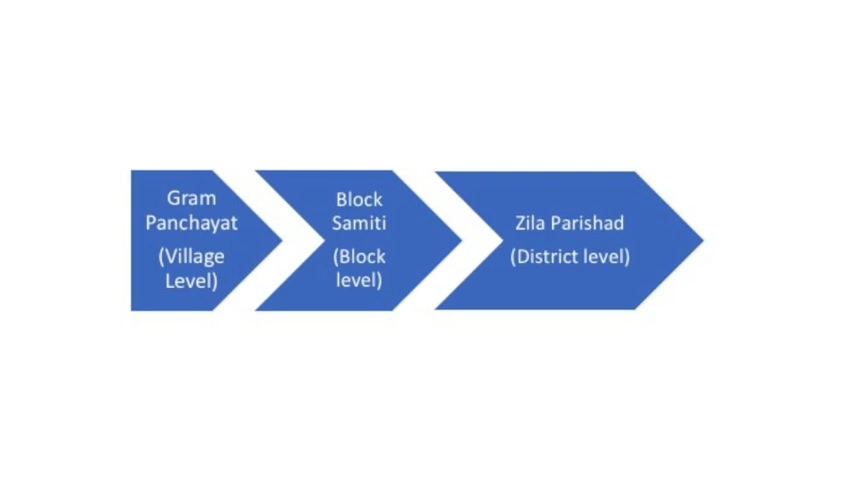 Gram
Panchayat
(Village
Level)
Block
Samiti
(Block
level)
Zila Parishad
(District level)